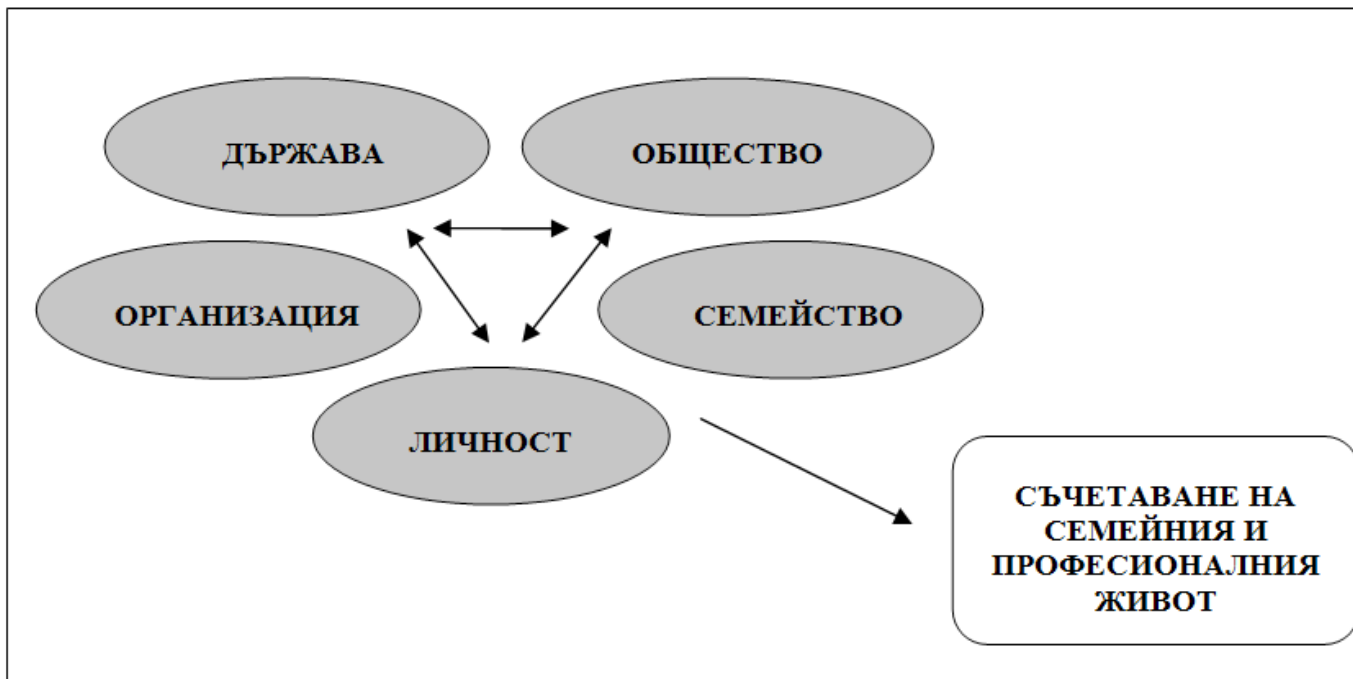 ДЪРЖАВА
ОБЩЕСТВО
ОРГАНИЗАЦИЯ
СЕМЕЙСТВО
ЛИЧНОСТ
СЪЧЕТАВАНЕ НА
СЕМЕЙНИЯ И
ПРОФЕСИОНАЛНИЯ
ЖИВОТ